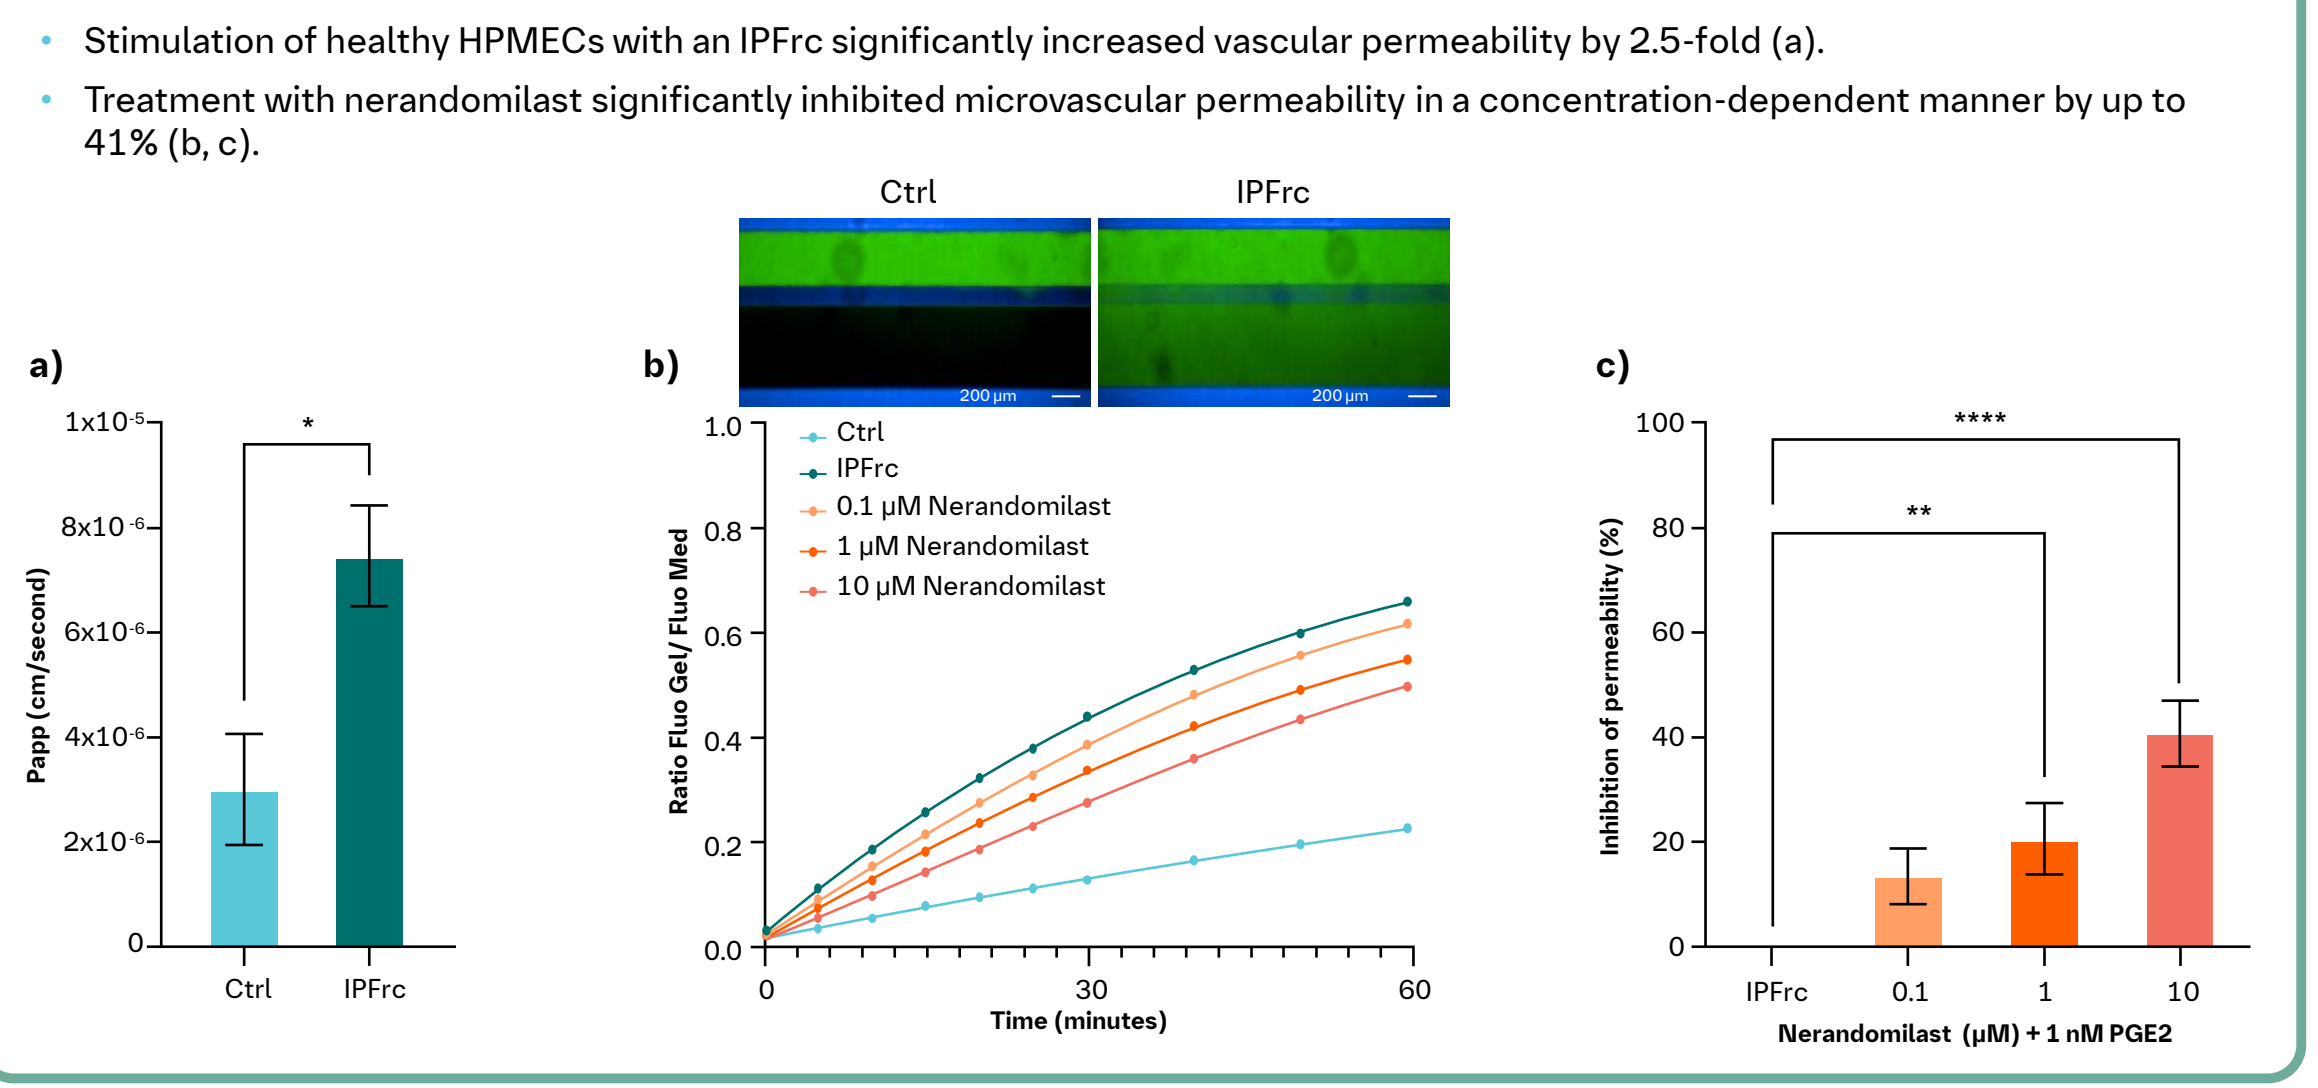 • Stimulation of healthy HPMECs with an IPFrc significantly increased vascular permeability by 2.5-fold (a).
• Treatment with nerandomilast significantly inhibited microvascular permeability in a concentration-dependent manner by up to
41% (b, c).
a)
1x10-5
8x10-6
6x10-6
4x10-6
2x10-6
0
Papp (cm/second)
*
Ctrl
IPFrc
b)
Ctrl
IPFrc
200 µm
200 µm
1.0
0.8
0.6
0.4
0.2
0.0
Ratio Fluo Gel/ Fluo Med
Ctrl
IPFrc
0.1 µM Nerandomilast
1 µM Nerandomilast
10 µM Nerandomilast
0
30
60
Time (minutes)
c)
100
80
60
40
20
0
Inhibition of permeability (%)
****
**
IPFrc
0.1
1
10
Nerandomilast (µM) + 1 nM PGE2